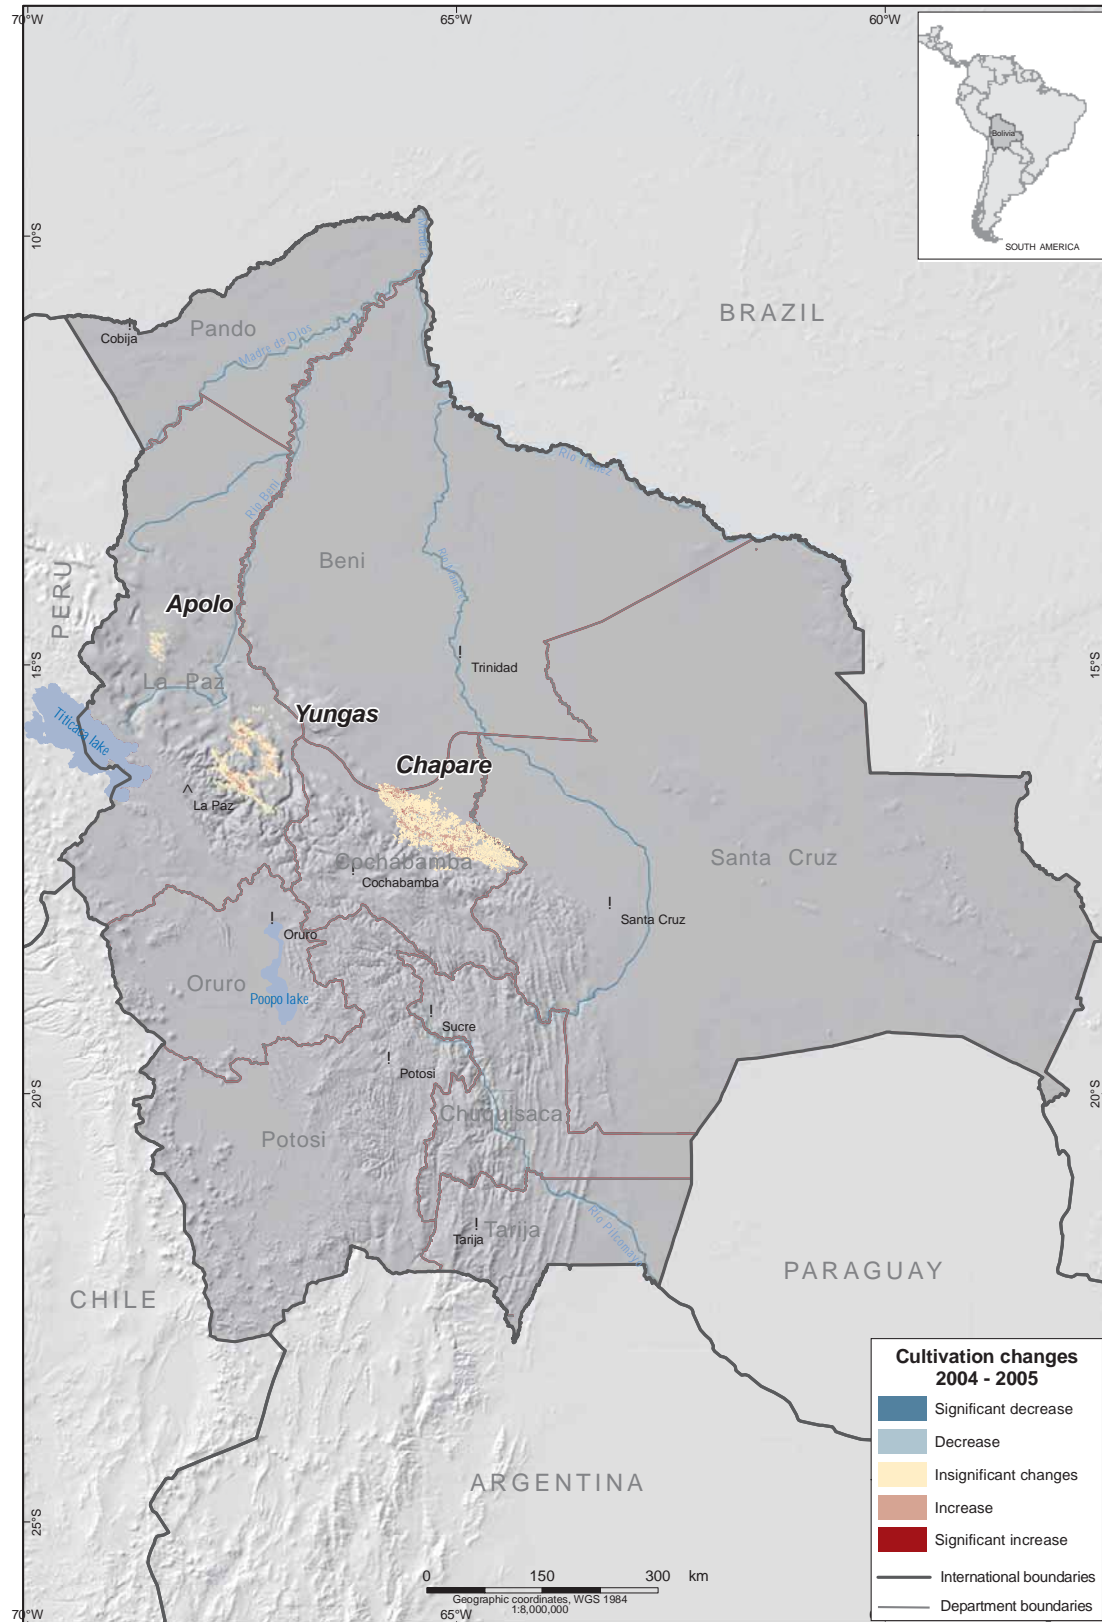 70°W
65°W
60°W
Bolivia
SOUTH AMERICA
10°S
BRAZIL
Pando
Cobija
Madre de Dios
Rio Beni
PERU
Beni
Apolo
15°S
15°S
Trinidad
La Paz
Titicaca lake
Yungas
Chapare
La Paz
Cochabamba
Cochabamba
Santa Cruz
Santa Cruz
Oruro
Oruro
Poopo lake
Sucre
Potosi
20°S
20°S
Chuquisaca
Potosi
Tarija
Tarija
PARAGUAY
CHILE
ARGENTINA
25°S
Cultivation changes
2004 - 2005
Significant decrease
Decrease
Insignificant changes
Increase
Significant increase
International boundaries
Department boundaries
0 150 300 km
Geographic coordinates, WGS 1984
1:8,000,000
70°W
65°W
60°W